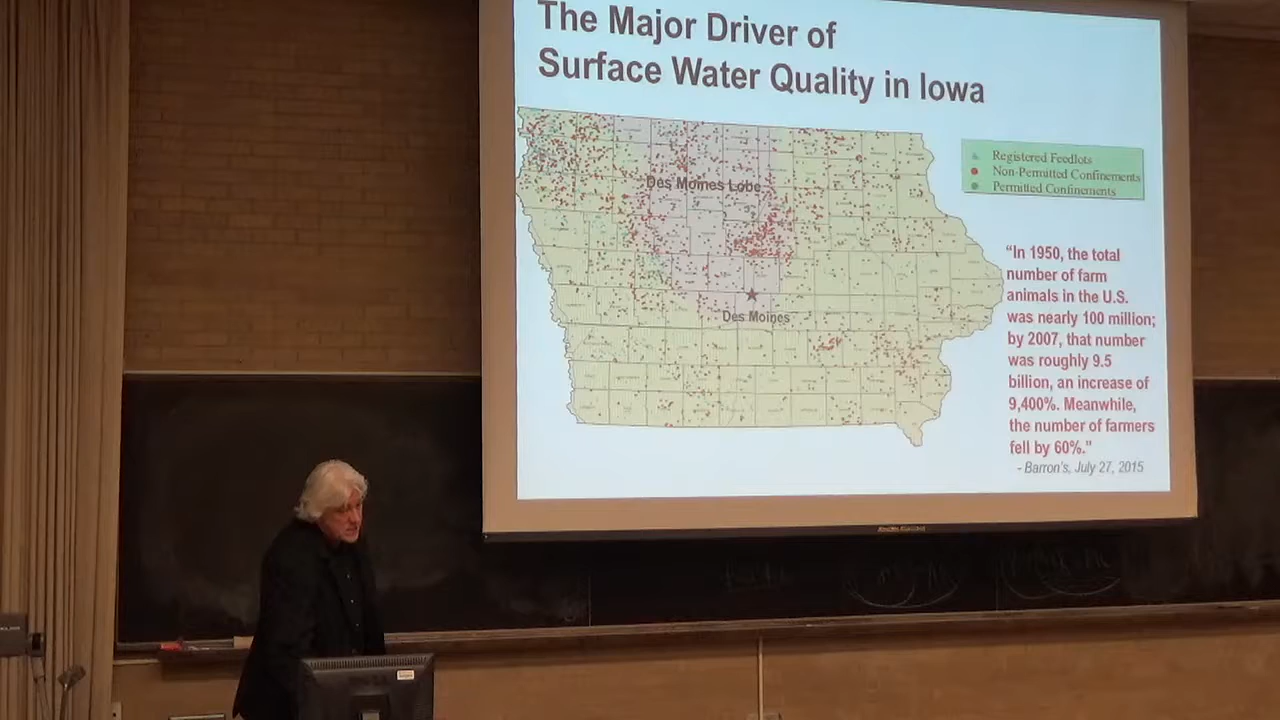 The Major Driver of
Surface Water Quality in Iowa
Des Moines Lobe
Des Moines
Registered Feedlots
Non-Permitted Confinements
Permitted Confinements
“In 1950, the total
number of farm
animals in the U.S.
was nearly 100 million;
by 2007, that number
was roughly 9.5
billion, an increase of
9,400%. Meanwhile,
the number of farmers
fell by 60%.”
- Barron's, July 27, 2015